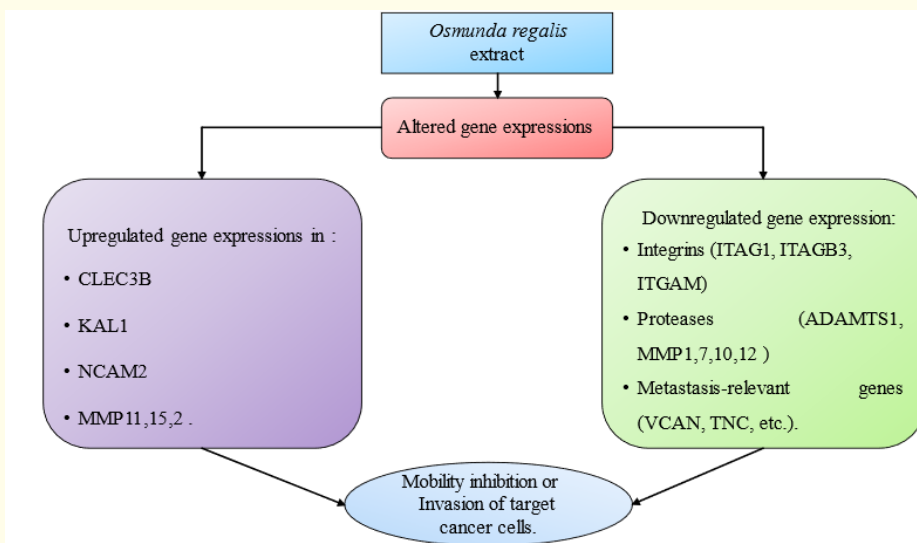 Osmunda regalis
extract
Altered gene expressions
Upregulated gene expressions in :
• CLEC3B
• KAL1
• NCAM2
• MMP11,15,2 .
Downregulated gene expression:
• Integrins (ITAG1, ITAGB3,
ITGAM)
• Proteases (ADAMTS1,
MMP1,7,10,12 )
• Metastasis-relevant genes
(VCAN, TNC, etc.).
Mobility inhibition or
Invasion of target
cancer cells.